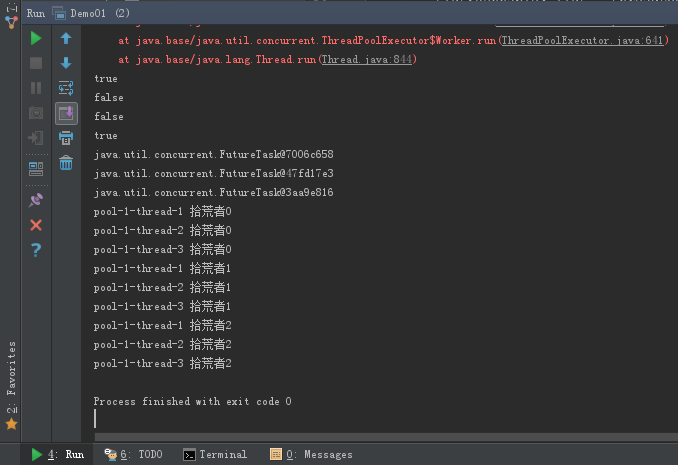 Run Demo01 (2)
at java.base/java.util.concurrent.ThreadPoolExecutor$Worker.run(ThreadPoolExecutor.java:641)
at java.base/java.lang.Thread.run(Thread.java:844)
true
false
false
true
java.util.concurrent.FutureTask@7006c658
java.util.concurrent.FutureTask@47fd17e3
java.util.concurrent.FutureTask@3aa9e816
pool-1-thread-1 拾荒者0
pool-1-thread-2 拾荒者0
pool-1-thread-3 拾荒者0
pool-1-thread-1 拾荒者1
pool-1-thread-2 拾荒者1
pool-1-thread-3 拾荒者1
pool-1-thread-1 拾荒者2
pool-1-thread-2 拾荒者2
pool-1-thread-3 拾荒者2
Process finished with exit code 0
2: Favorites
4: Run 6: TODO Terminal 0: Messages